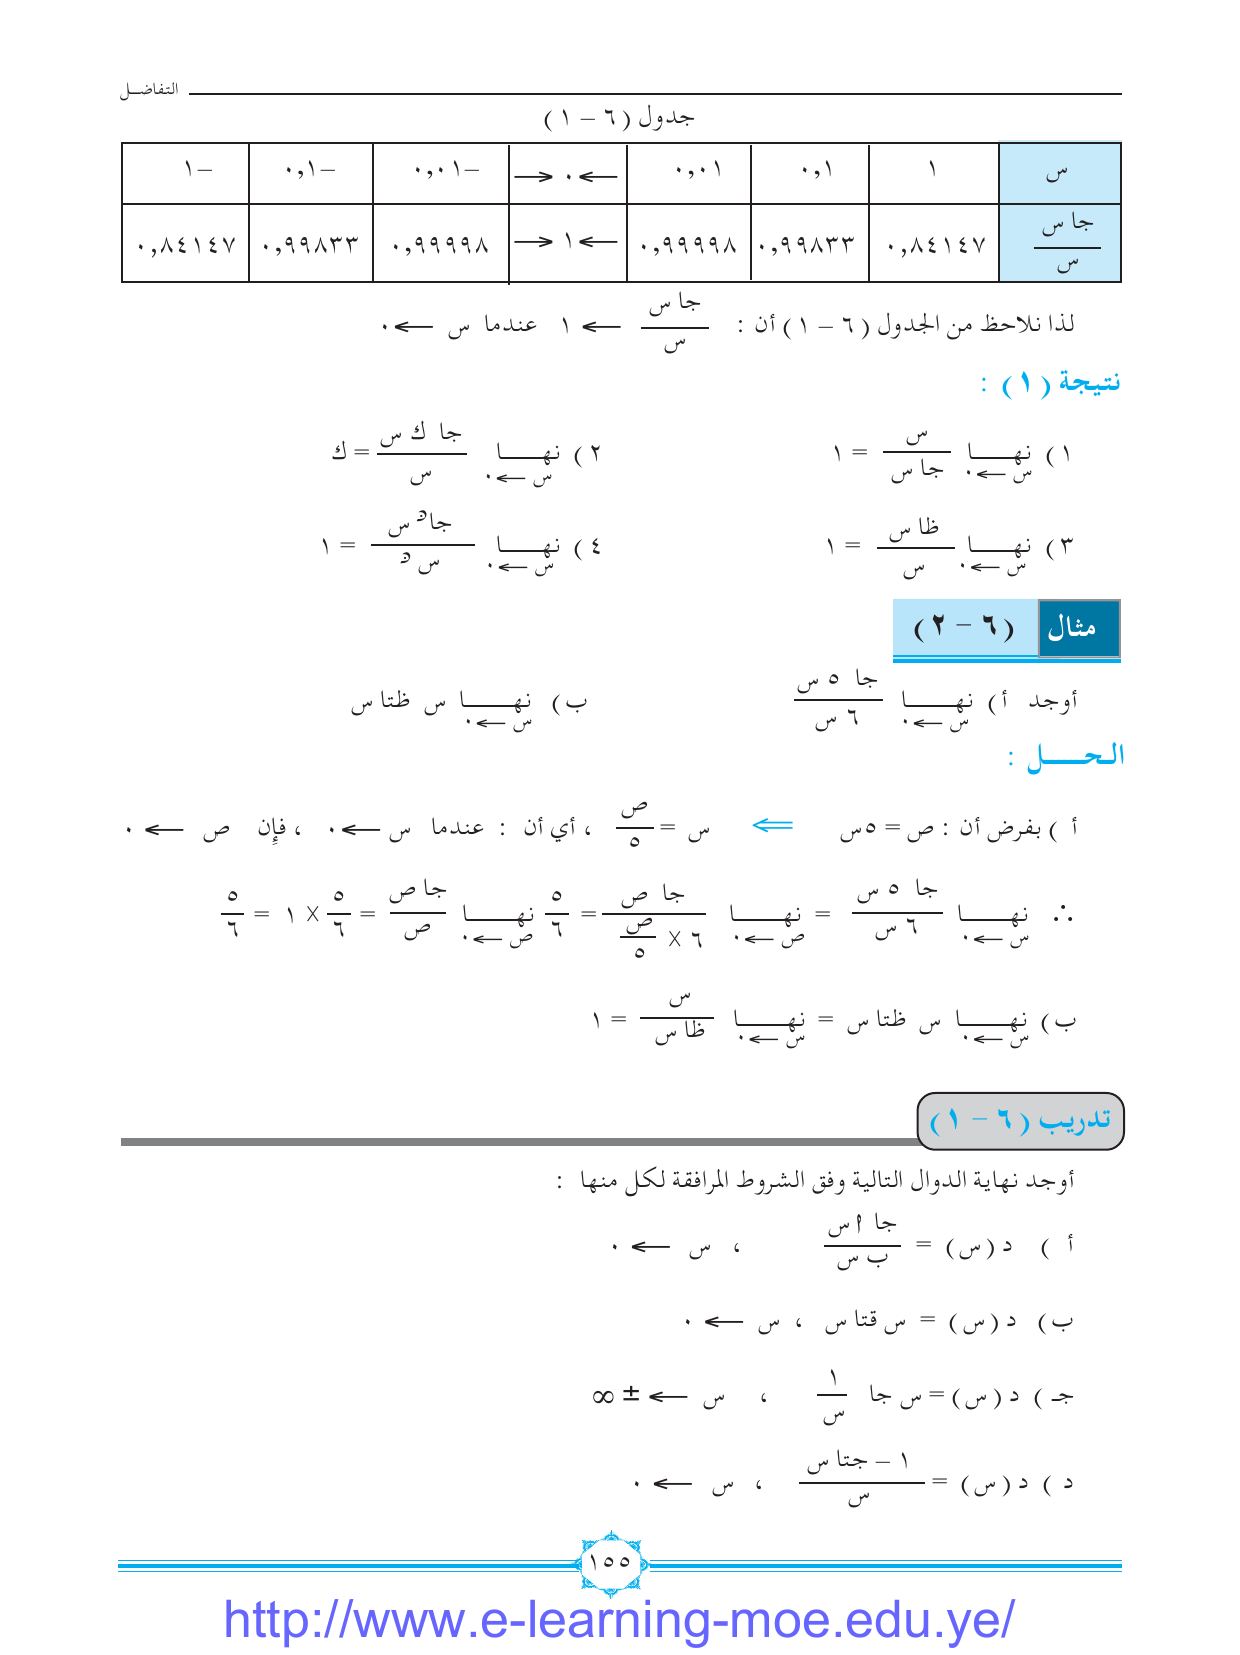 التفاضـل
جدول ( ٦ – ١ )
س ١ ٠,١ ٠,٠١ ←٠→ –٠,٠١ –٠,١ –١
جا س / س ٠,٨٤١٤٧ ٠,٩٩٨٣٣ ٠,٩٩٩٩٨ ←١→ ٠,٩٩٩٩٨ ٠,٩٩٨٣٣ ٠,٨٤١٤٧
لذا نلاحظ من الجدول ( ٦ – ١ ) أن : جا س / س ← ١ عندما س ← ٠
نتيجة ( ١ ) :
١) نهـــا س←٠ س / جا س = ١ ٢) نهـــا س←٠ جا ك س / س = ك
٣) نهـــا س←٠ ظا س / س = ١ ٤) نهـــا س←٠ جاᵓ س / س ᵓ = ١
مثال ( ٦ – ٢ )
أوجد أ) نهـــا س←٠ جا ٥ س / ٦ س ب) نهـــا س←٠ س ظتا س
الـحـــــل :
أ ) بفرض أن : ص = ٥س ⇐ س = ص / ٥ ، أي أن : عندما س ← ٠ ، فإن ص ← ٠
∴ نهـــا س←٠ جا ٥ س / ٦ س = نهـــا ص←٠ جا ص / ٦ × ص / ٥ = ٥ / ٦ نهـــا ص←٠ جا ص / ص = ٥ / ٦ × ١ = ٥ / ٦
ب) نهـــا س←٠ س ظتا س = نهـــا س←٠ س / ظا س = ١
تدريب ( ٦ – ١ )
أوجد نهاية الدوال التالية وفق الشروط المرافقة لكل منها :
أ ) د ( س ) = جا ا س / ب س ، س ← ٠
ب) د ( س ) = س قتا س ، س ← ٠
جـ ) د ( س ) = س جا ١ / س ، س ← ± ∞
د ) د ( س ) = ١ – جتا س / س ، س ← ٠
١٥٥
http://www.e-learning-moe.edu.ye/